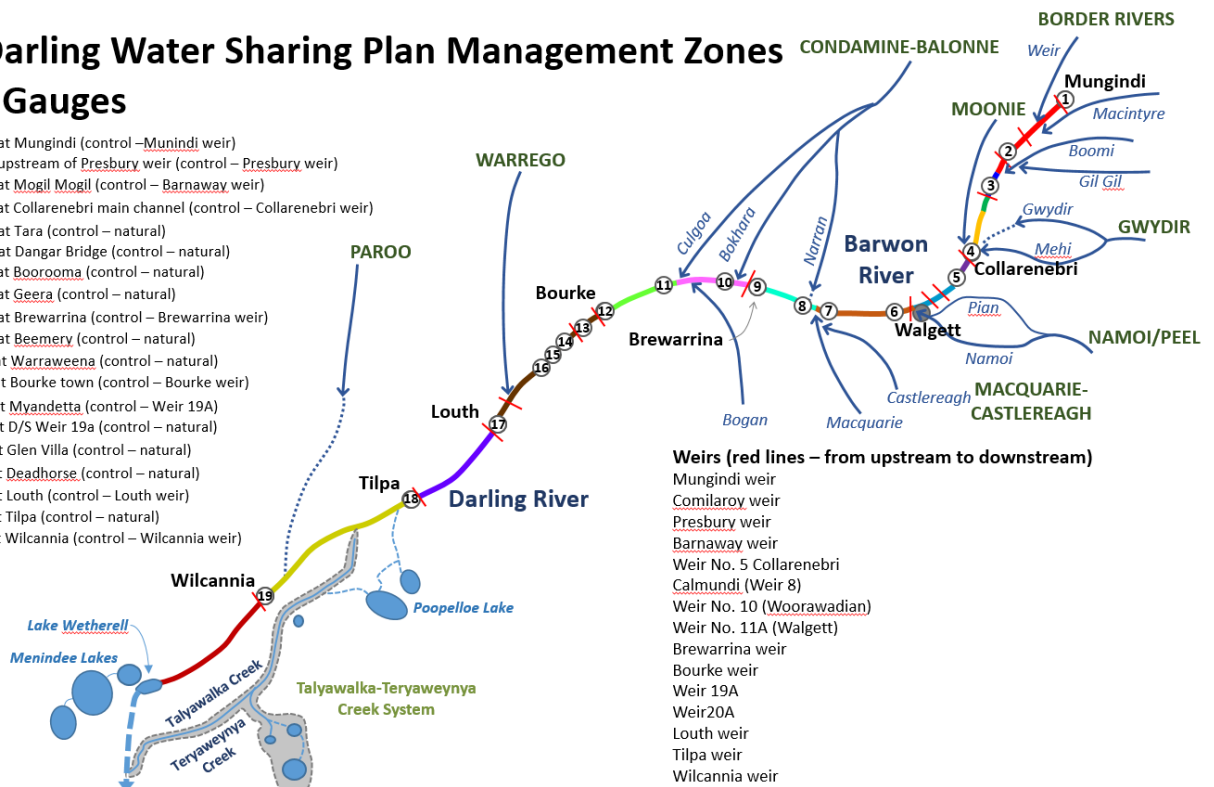 arling Water Sharing Plan Management Zones
Gauges
at Mungindi (control –Munindi weir)
upstream of Presbury weir (control – Presbury weir)
at Mogil Mogil (control – Barnaway weir)
at Collarenebri main channel (control – Collarenebri weir)
at Tara (control – natural)
at Dangar Bridge (control – natural)
at Boorooma (control – natural)
at Geera (control – natural)
at Brewarrina (control – Brewarrina weir)
at Beemery (control – natural)
at Warraweena (control – natural)
t Bourke town (control – Bourke weir)
t Myandetta (control – Weir 19A)
t D/S Weir 19a (control – natural)
t Glen Villa (control – natural)
t Deadhorse (control – natural)
t Louth (control – Louth weir)
t Tilpa (control – natural)
t Wilcannia (control – Wilcannia weir)
BORDER RIVERS
CONDAMINE-BALONNE
Weir
Mungindi
1
MOONIE
Macintyre
2
Boomi
WARREGO
3
Gil Gil
Gwydir
GWYDIR
PAROO
Culgoa
Bokhara
Narran
Barwon
River
4
Mehi
Collarenebri
5
Bourke
11
10
9
12
8
7
6
Pian
13
Walgett
Brewarrina
NAMOI/PEEL
14
15
16
Namoi
Castlereagh
MACQUARIE-
CASTLEREAGH
Louth
17
Bogan
Macquarie
Tilpa
18
Darling River
Weirs (red lines – from upstream to downstream)
Mungindi weir
Comilaroy weir
Presbury weir
Barnaway weir
Weir No. 5 Collarenebri
Calmundi (Weir 8)
Weir No. 10 (Woorawadian)
Weir No. 11A (Walgett)
Brewarrina weir
Bourke weir
Weir 19A
Weir20A
Louth weir
Tilpa weir
Wilcannia weir
Wilcannia
19
Poopelloe Lake
Lake Wetherell
Menindee Lakes
Talyawalka Creek
Talyawalka-Teryaweynya
Creek System
Teryaweynya
Creek